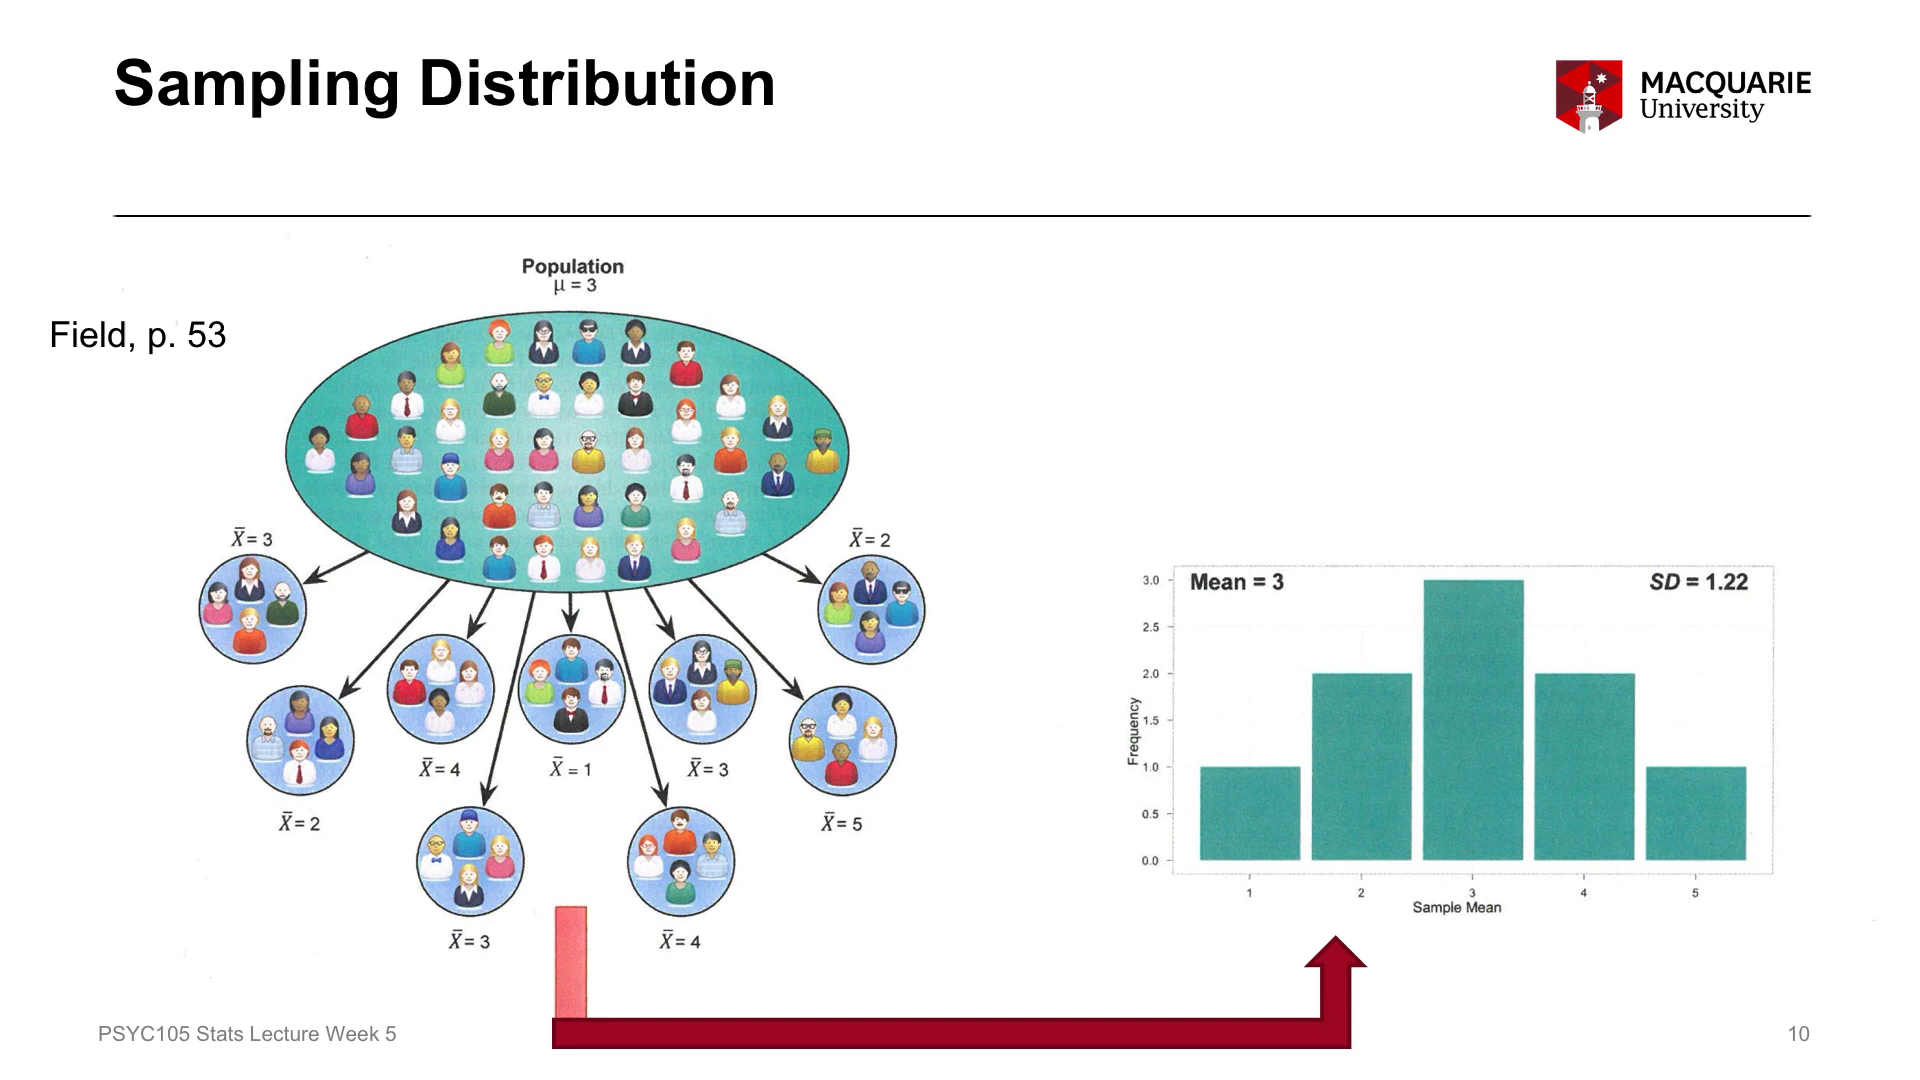 Sampling Distribution
MACQUARIE
University
Field, p. 53
Population
μ = 3
X̄ = 3
X̄ = 2
X̄ = 4
X̄ = 1
X̄ = 3
X̄ = 2
X̄ = 5
X̄ = 3
X̄ = 4
Mean = 3
SD = 1.22
Frequency
3.0
2.5
2.0
1.5
1.0
0.5
0.0
1 2 3 4 5
Sample Mean
PSYC105 Stats Lecture Week 5
10